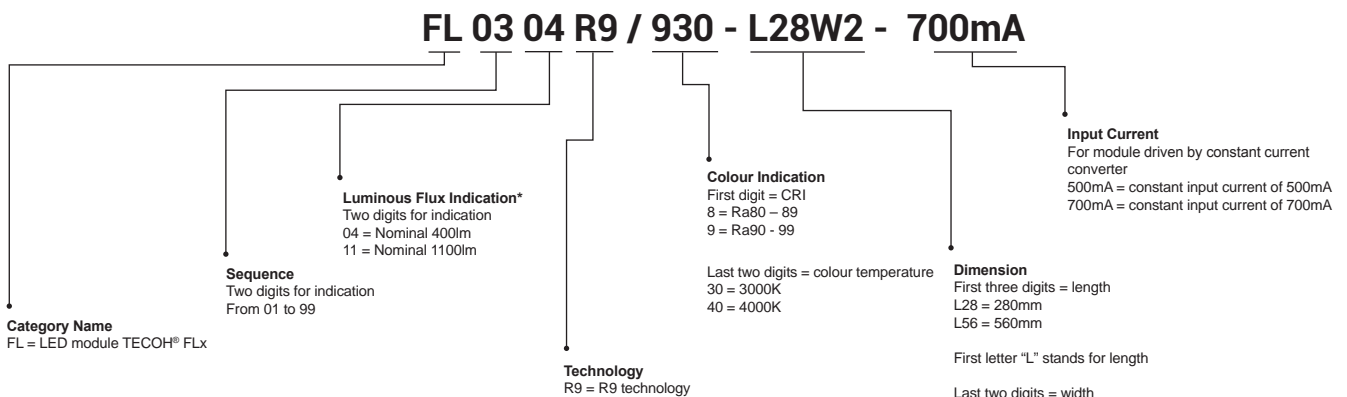 FL 03 04 R9 / 930 - L28W2 - 700mA
Input Current
For module driven by constant current
converter
500mA = constant input current of 500mA
700mA = constant input current of 700mA
Colour Indication
First digit = CRI
8 = Ra80 – 89
9 = Ra90 - 99
Last two digits = colour temperature
30 = 3000K
40 = 4000K
Luminous Flux Indication*
Two digits for indication
04 = Nominal 400lm
11 = Nominal 1100lm
Dimension
First three digits = length
L28 = 280mm
L56 = 560mm
First letter “L” stands for length
Last two digits = width
Sequence
Two digits for indication
From 01 to 99
Category Name
FL = LED module TECOH® FLx
Technology
R9 = R9 technology